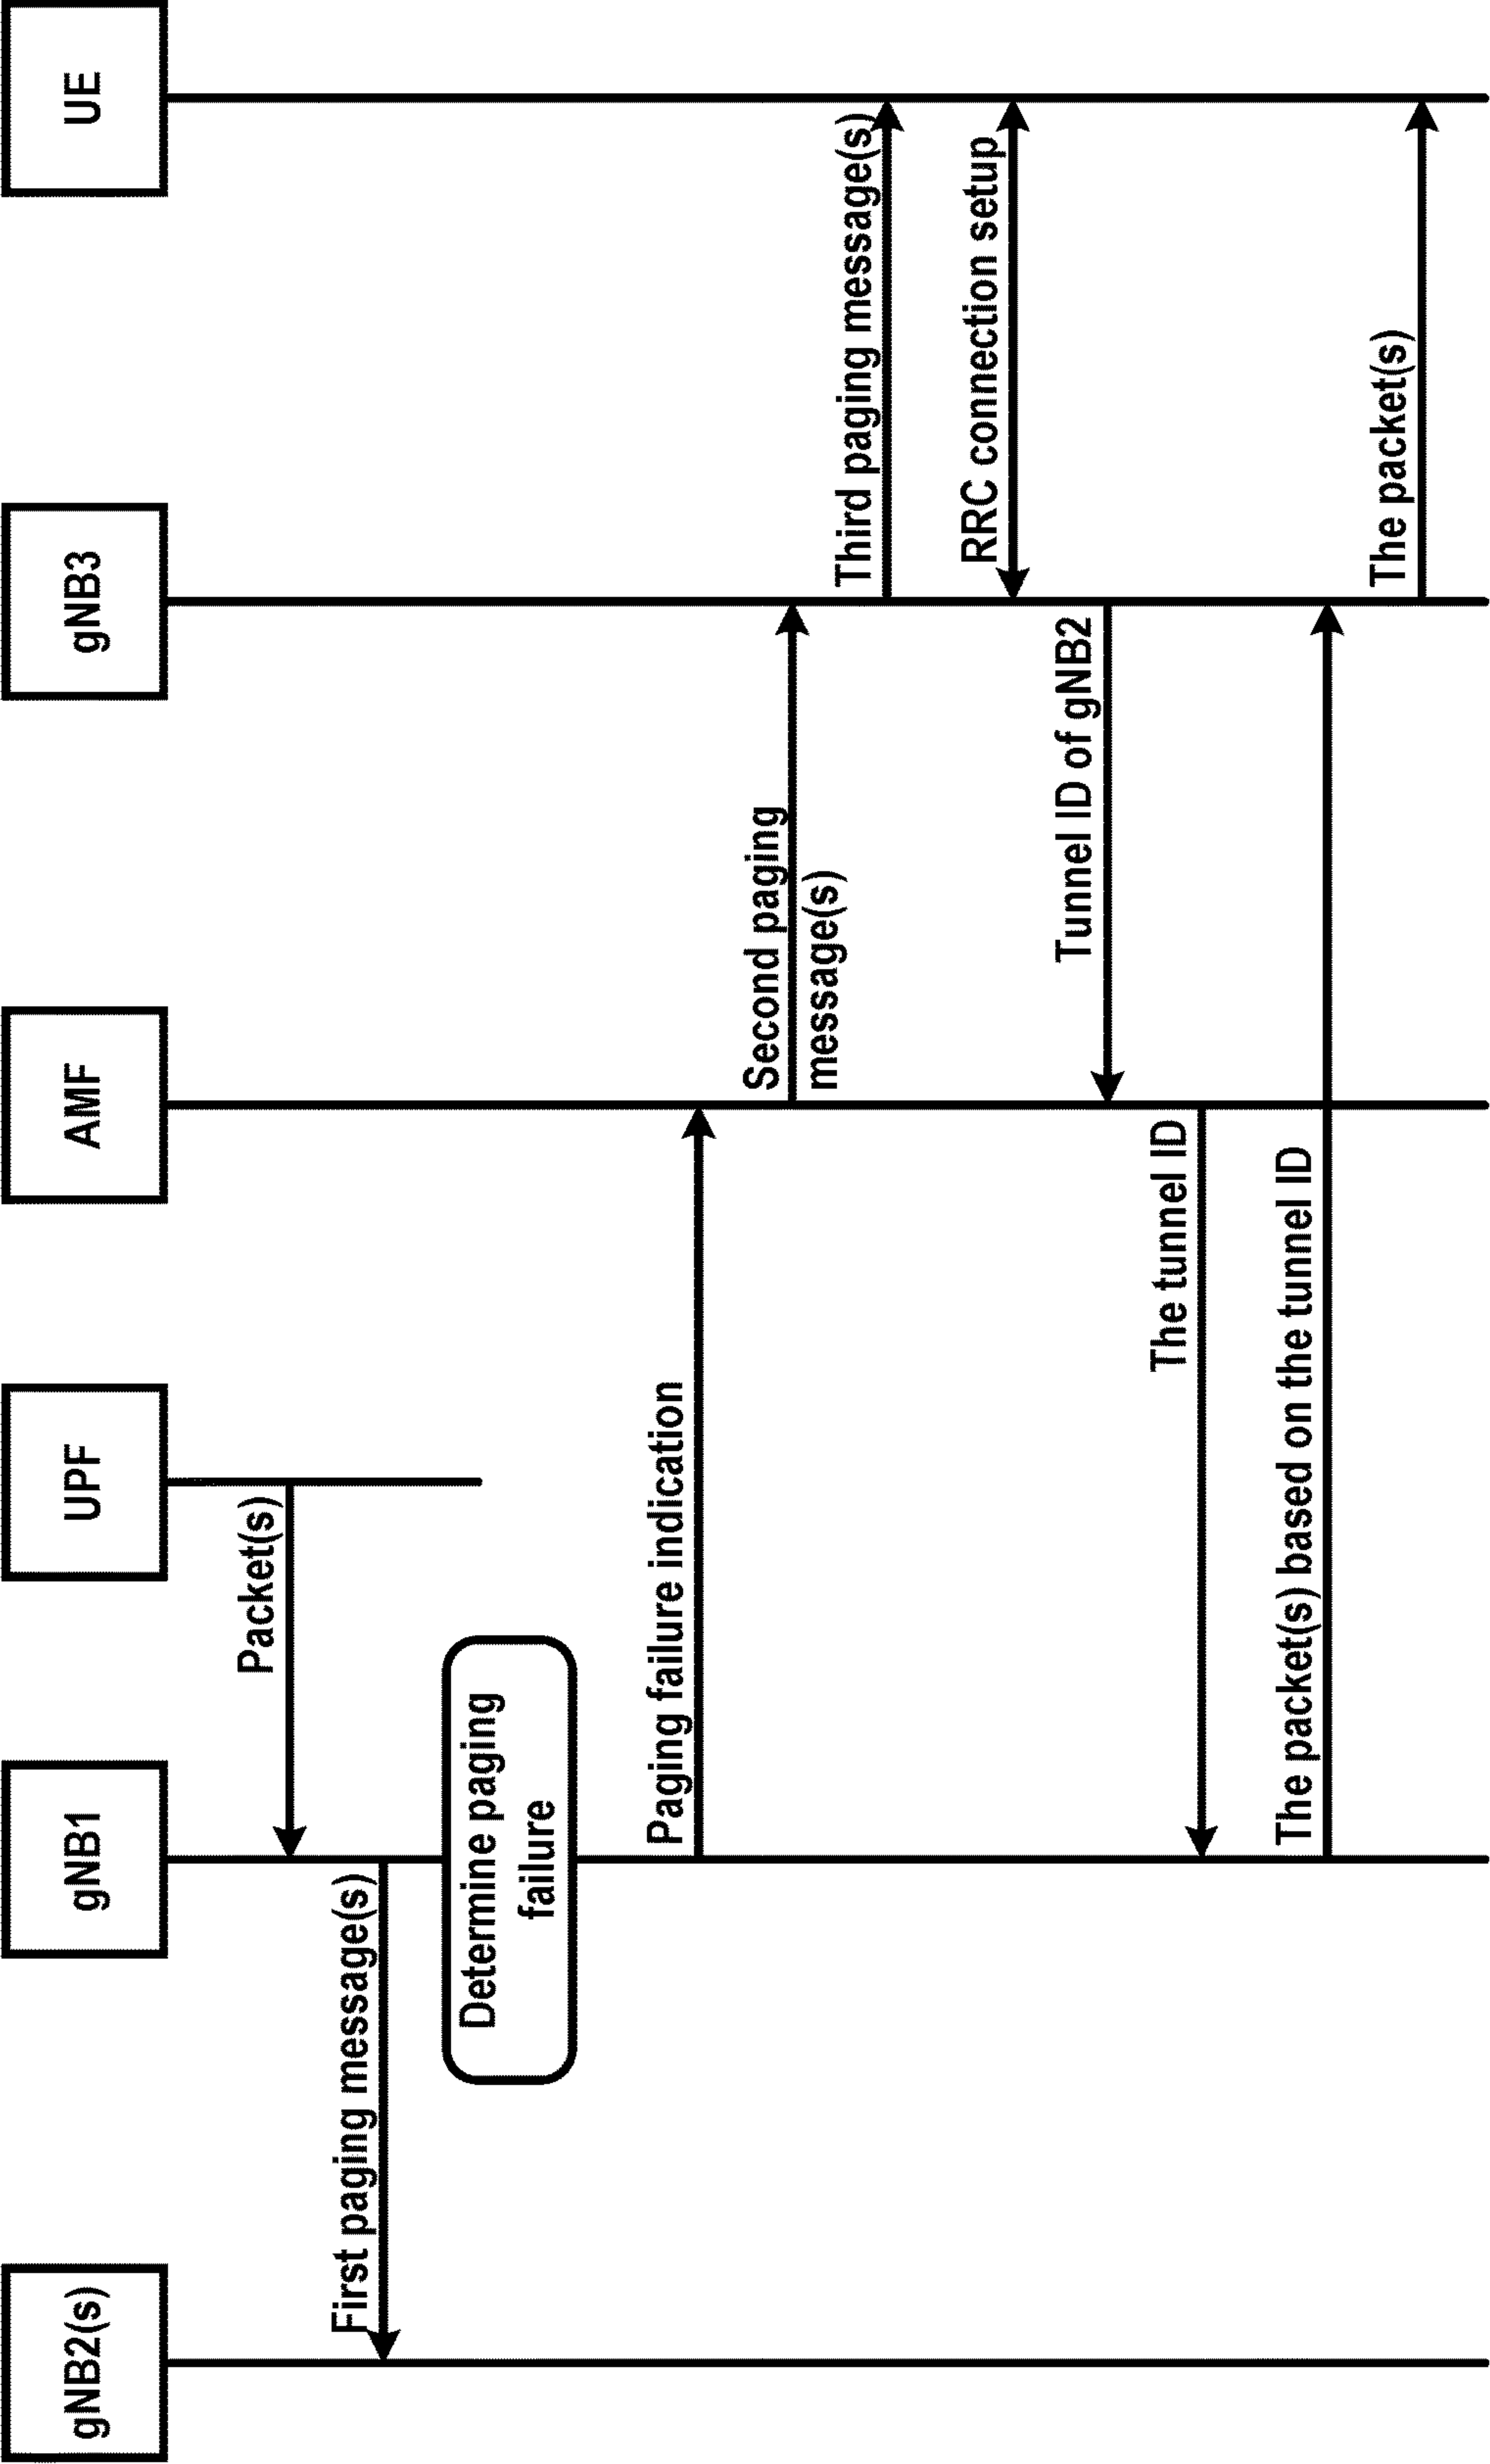 gNB2(s)
gNB1
UPF
AMF
gNB3
UE
Packet(s)
First paging message(s)
Determine paging
failure
Paging failure indication
Second paging
message(s)
Third paging message(s)
RRC connection setup
Tunnel ID of gNB2
The tunnel ID
The packet(s) based on the tunnel ID
The packet(s)